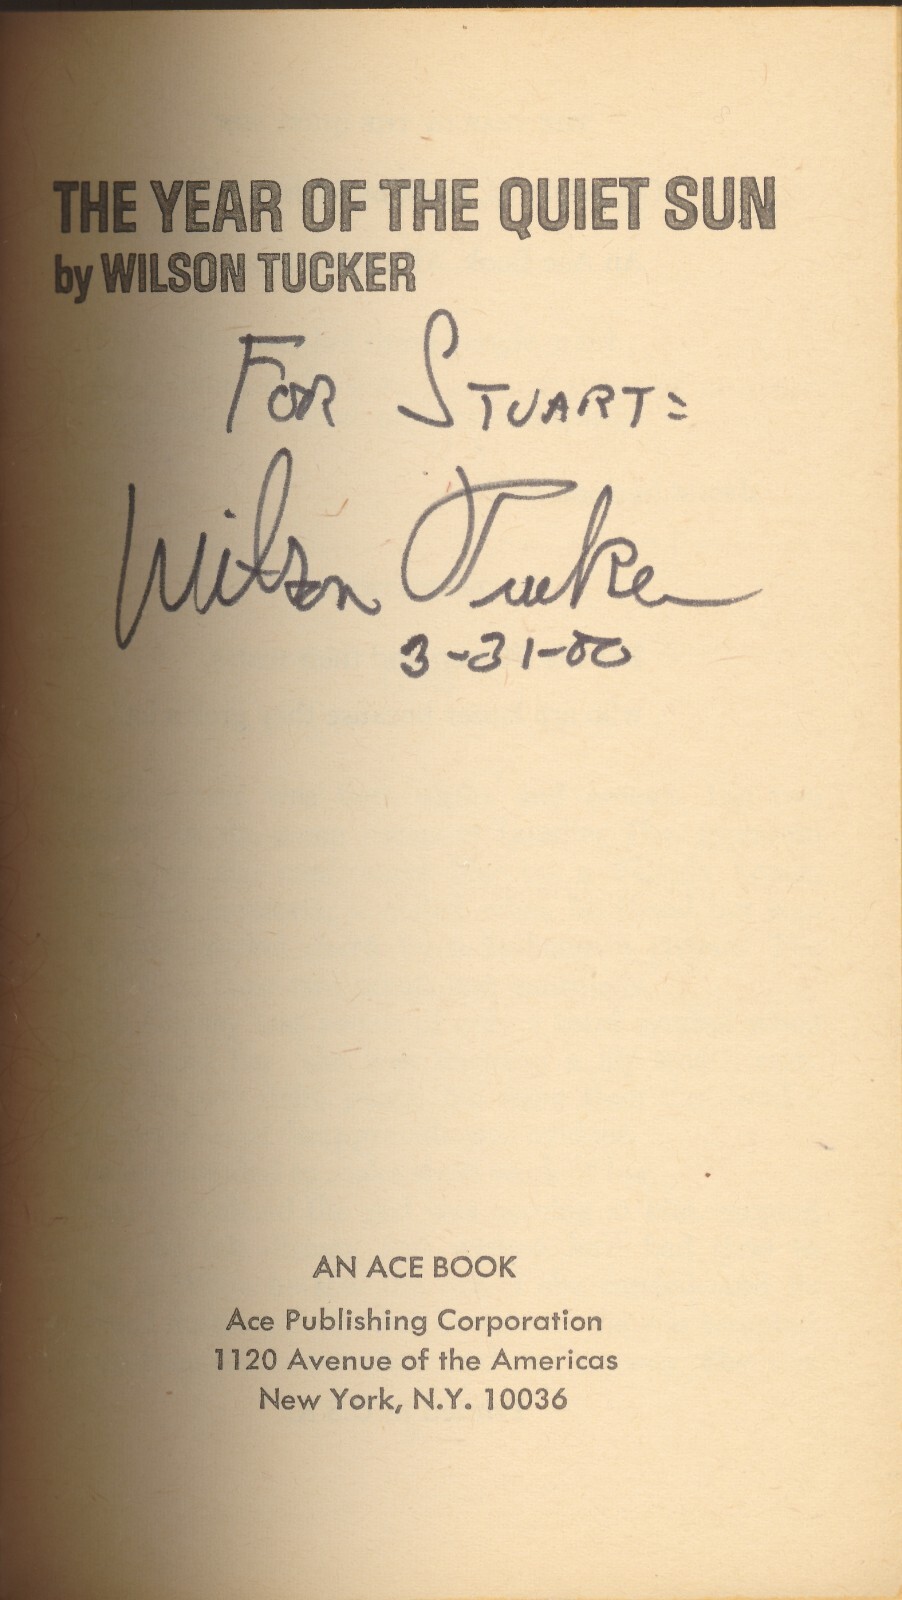 THE YEAR OF THE QUIET SUN
by WILSON TUCKER
FOR STUART:
Wilson Tucker
3-31-00
AN ACE BOOK
Ace Publishing Corporation
1120 Avenue of the Americas
New York, N.Y. 10036